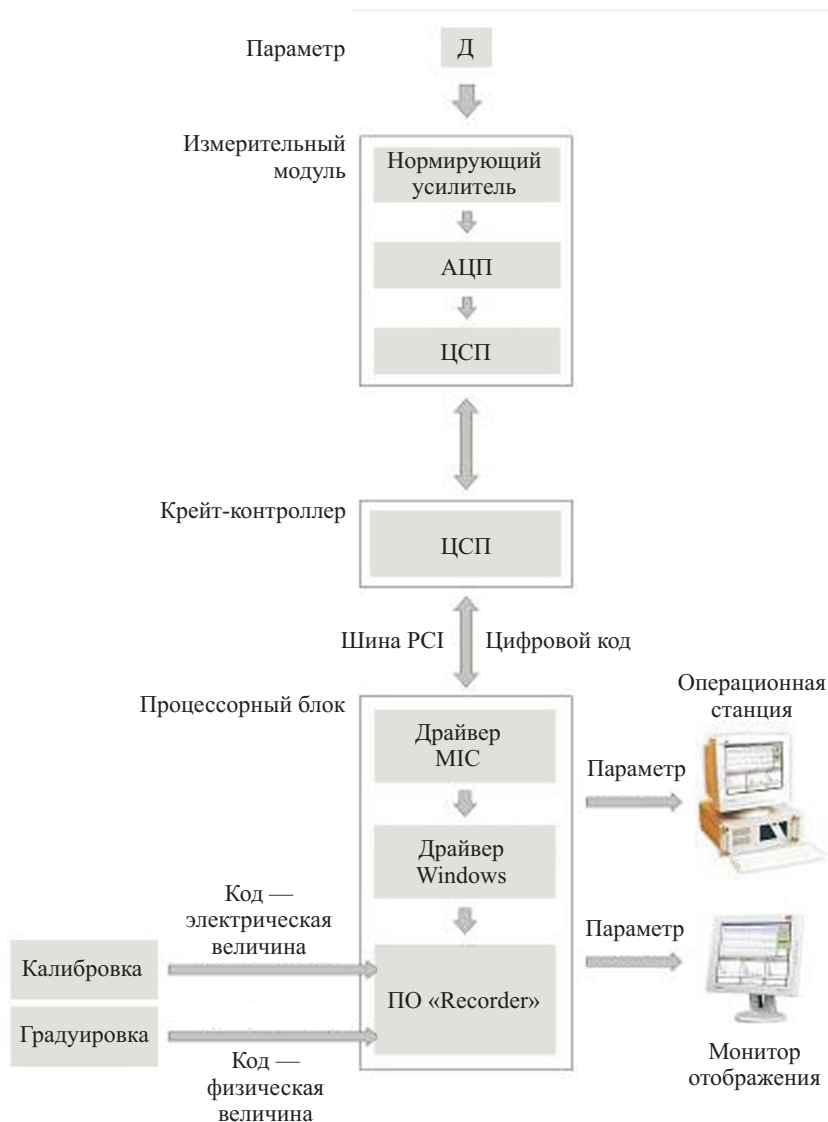 Параметр
Д
Измерительный
модуль
Нормирующий
усилитель
АЦП
ЦСП
Крейт-контроллер
ЦСП
Шина PCI
Цифровой код
Процессорный блок
Драйвер
MIC
Операционная
станция
Параметр
Драйвер
Windows
Код —
электрическая
величина
Параметр
Калибровка
ПО «Recorder»
Градуировка
Код —
физическая
величина
Монитор
отображения